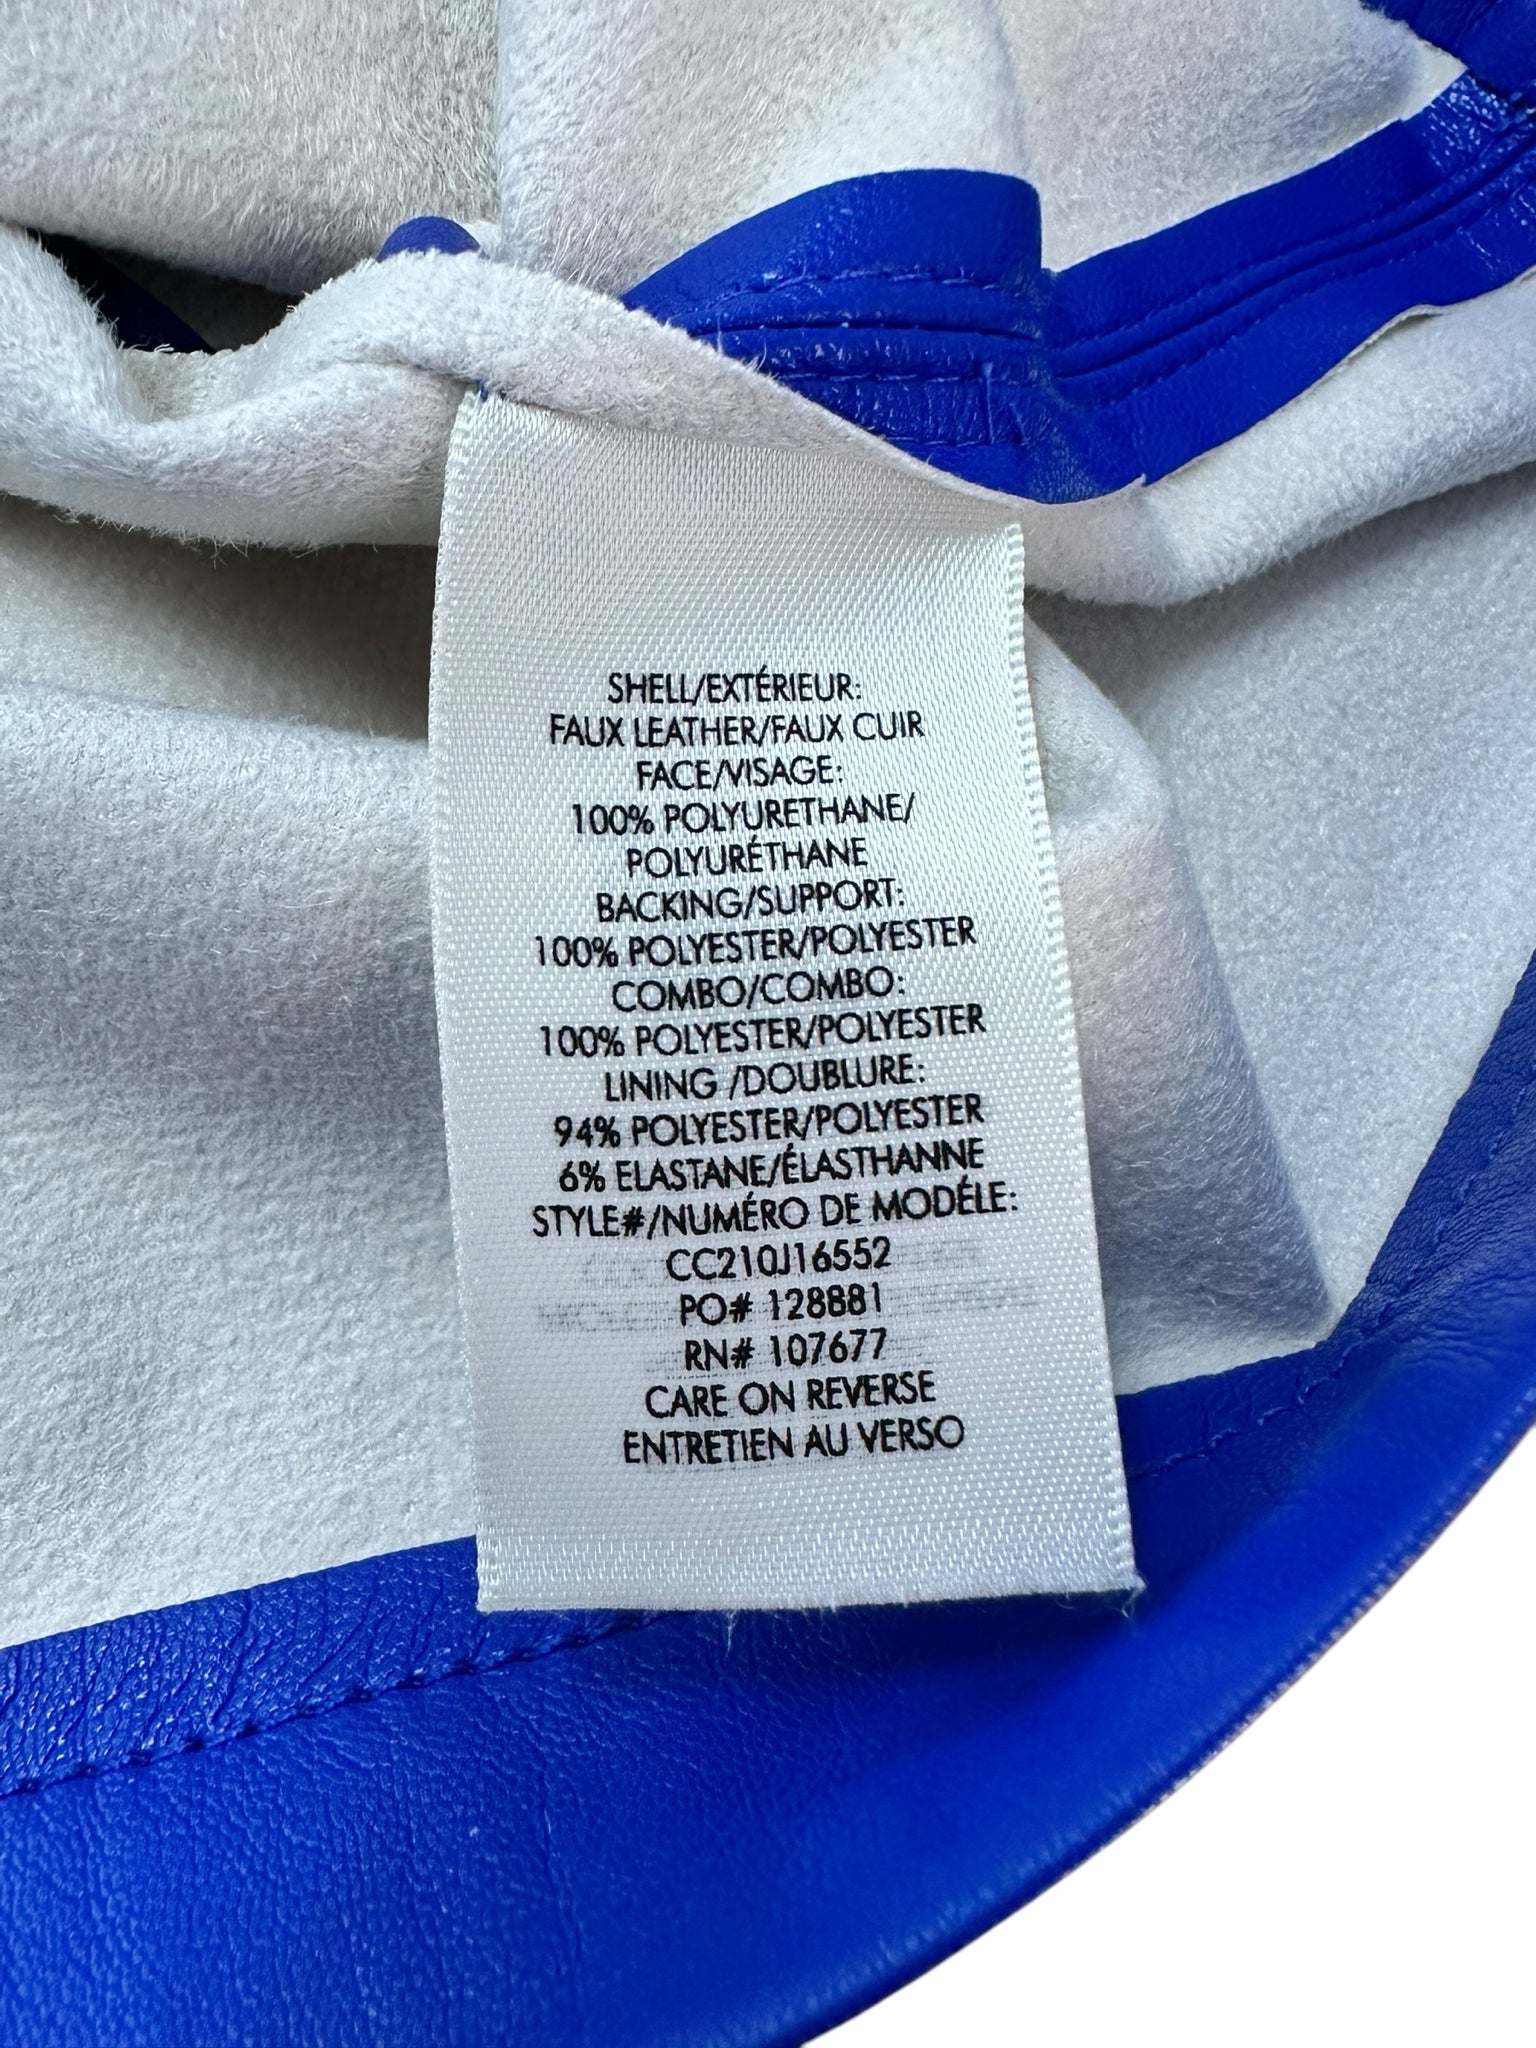 SHELL/EXTÉRIEUR:
FAUX LEATHER/FAUX CUIR
FACE/VISAGE:
100% POLYURETHANE/
POLYURÉTHANE
BACKING/SUPPORT:
100% POLYESTER/POLYESTER
COMBO/COMBO:
100% POLYESTER/POLYESTER
LINING /DOUBLURE:
94% POLYESTER/POLYESTER
6% ELASTANE/ÉLASTHANNE
STYLE#/NUMÉRO DE MODÉLE:
CC210J16552
PO# 128881
RN# 107677
CARE ON REVERSE
ENTRETIEN AU VERSO